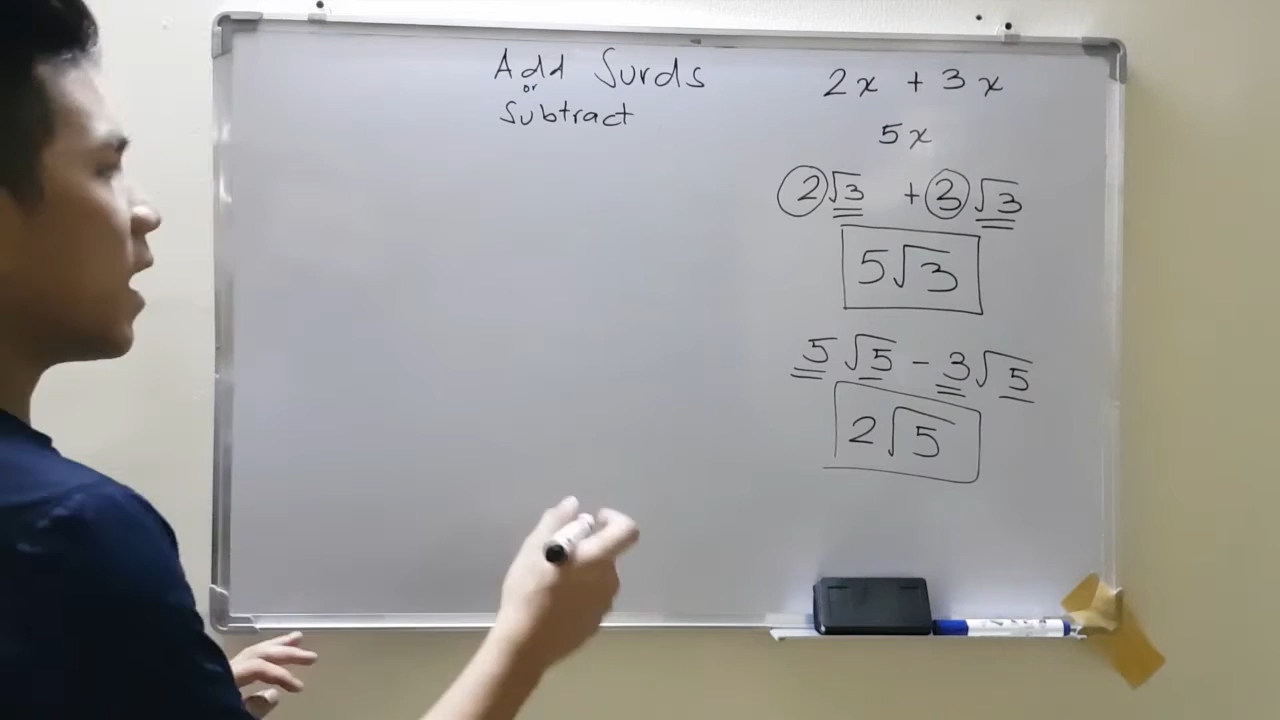 Add Surds
or
Subtract
2x + 3x
5x
2√3 + 3√3
5√3
5√5 - 3√5
2√5